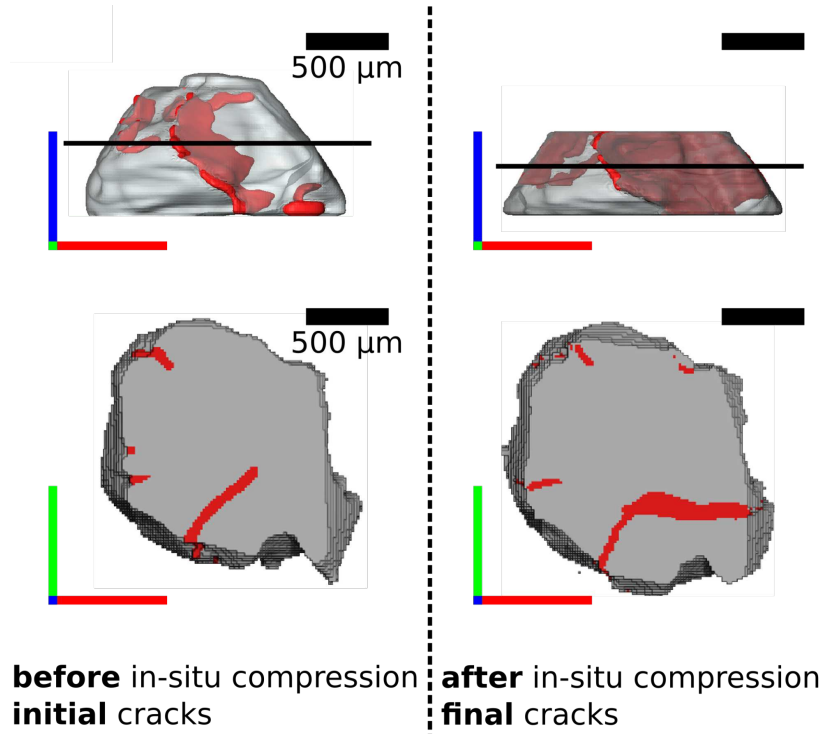 500 μm
500 μm
before in-situ compression
initial cracks
after in-situ compression
final cracks